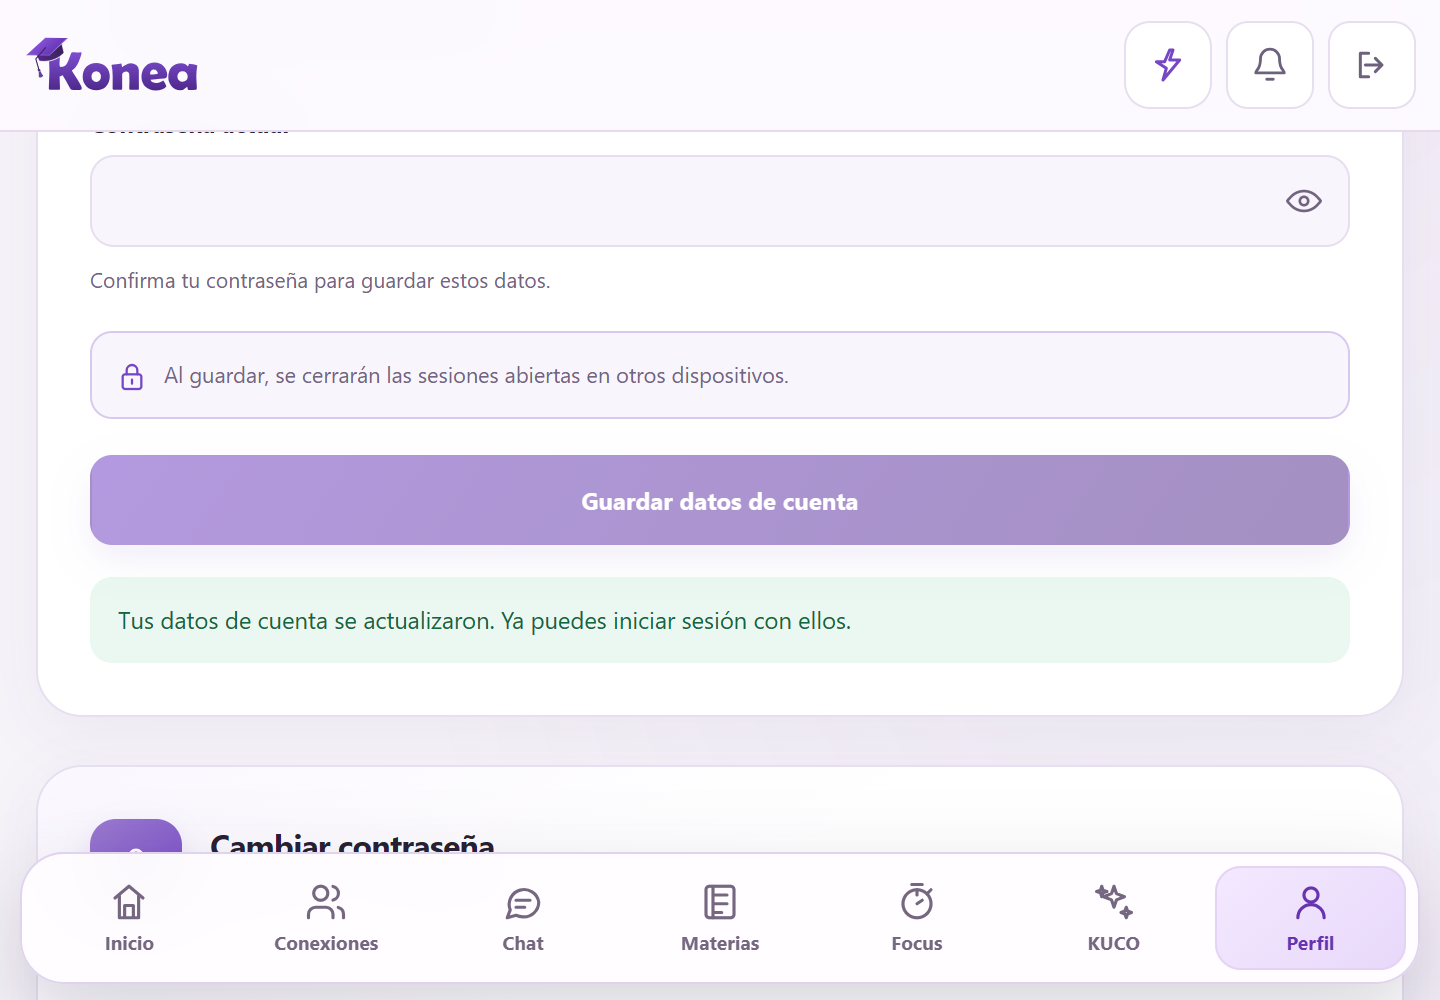 Konea
Confirma tu contraseña para guardar estos datos.
Al guardar, se cerrarán las sesiones abiertas en otros dispositivos.
Guardar datos de cuenta
Tus datos de cuenta se actualizaron. Ya puedes iniciar sesión con ellos.
Cambiar contraseña
Inicio
Conexiones
Chat
Materias
Focus
KUCO
Perfil